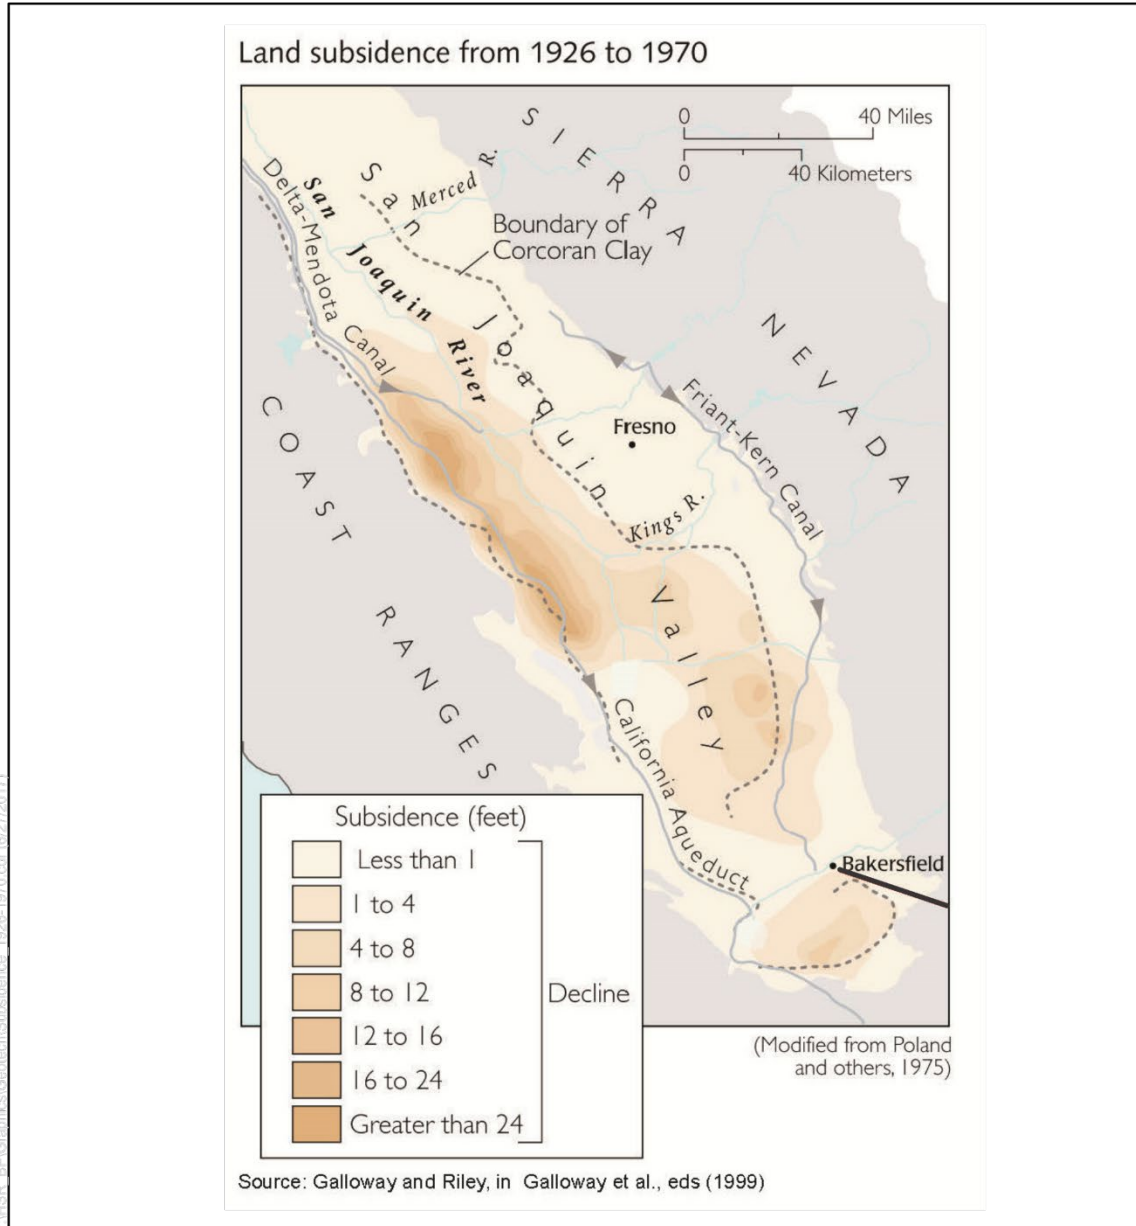 Land subsidence from 1926 to 1970
0 40 Miles
0 40 Kilometers
SIERRA
NEVADA
San
Joaquin
Valley
Merced R.
Boundary of
Corcoran Clay
Delta-Mendota
Canal
San
Joaquin
River
Friant-Kern Canal
Fresno
Kings R.
COAST
RANGES
California Aqueduct
Bakersfield
Subsidence (feet)
Less than 1
1 to 4
4 to 8
8 to 12
12 to 16
16 to 24
Greater than 24
Decline
(Modified from Poland
and others, 1975)
Source: Galloway and Riley, in Galloway et al., eds (1999)